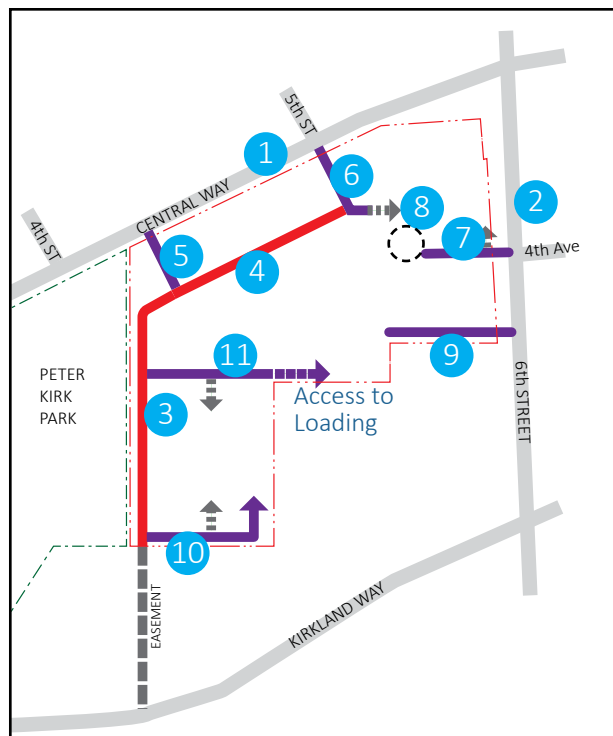 5th ST
1
CENTRAL WAY
4th ST
6
8
2
7
4th Ave
5
4
9
11
Access to
Loading
PETER
KIRK
PARK
3
6th STREET
10
EASEMENT
KIRKLAND WAY